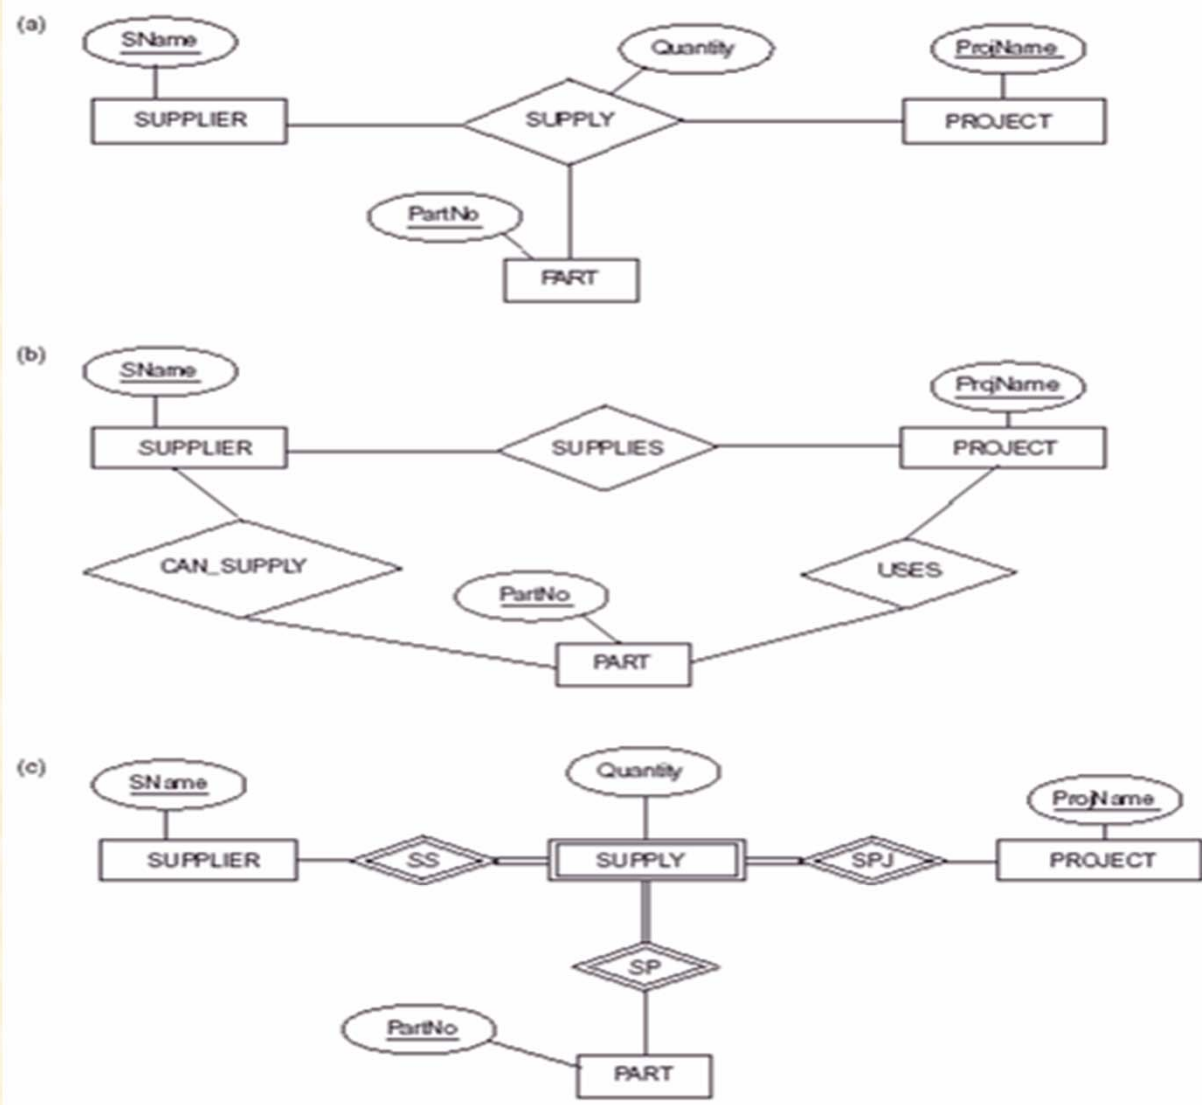 (a)
SName
Quantity
ProjName
SUPPLIER
SUPPLY
PROJECT
PartNo
PART
(b)
SName
ProjName
SUPPLIER
SUPPLIES
PROJECT
CAN_SUPPLY
USES
PartNo
PART
(c)
SName
Quantity
ProjName
SUPPLIER
SS
SUPPLY
SPJ
PROJECT
SP
PartNo
PART